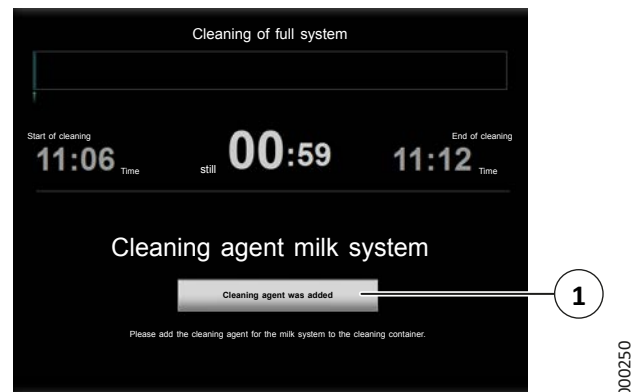 Cleaning of full system
Start of cleaning
11:06 Time
still 00:59
End of cleaning
11:12 Time
Cleaning agent milk system
Cleaning agent was added
1
Please add the cleaning agent for the milk system to the cleaning container.
000250